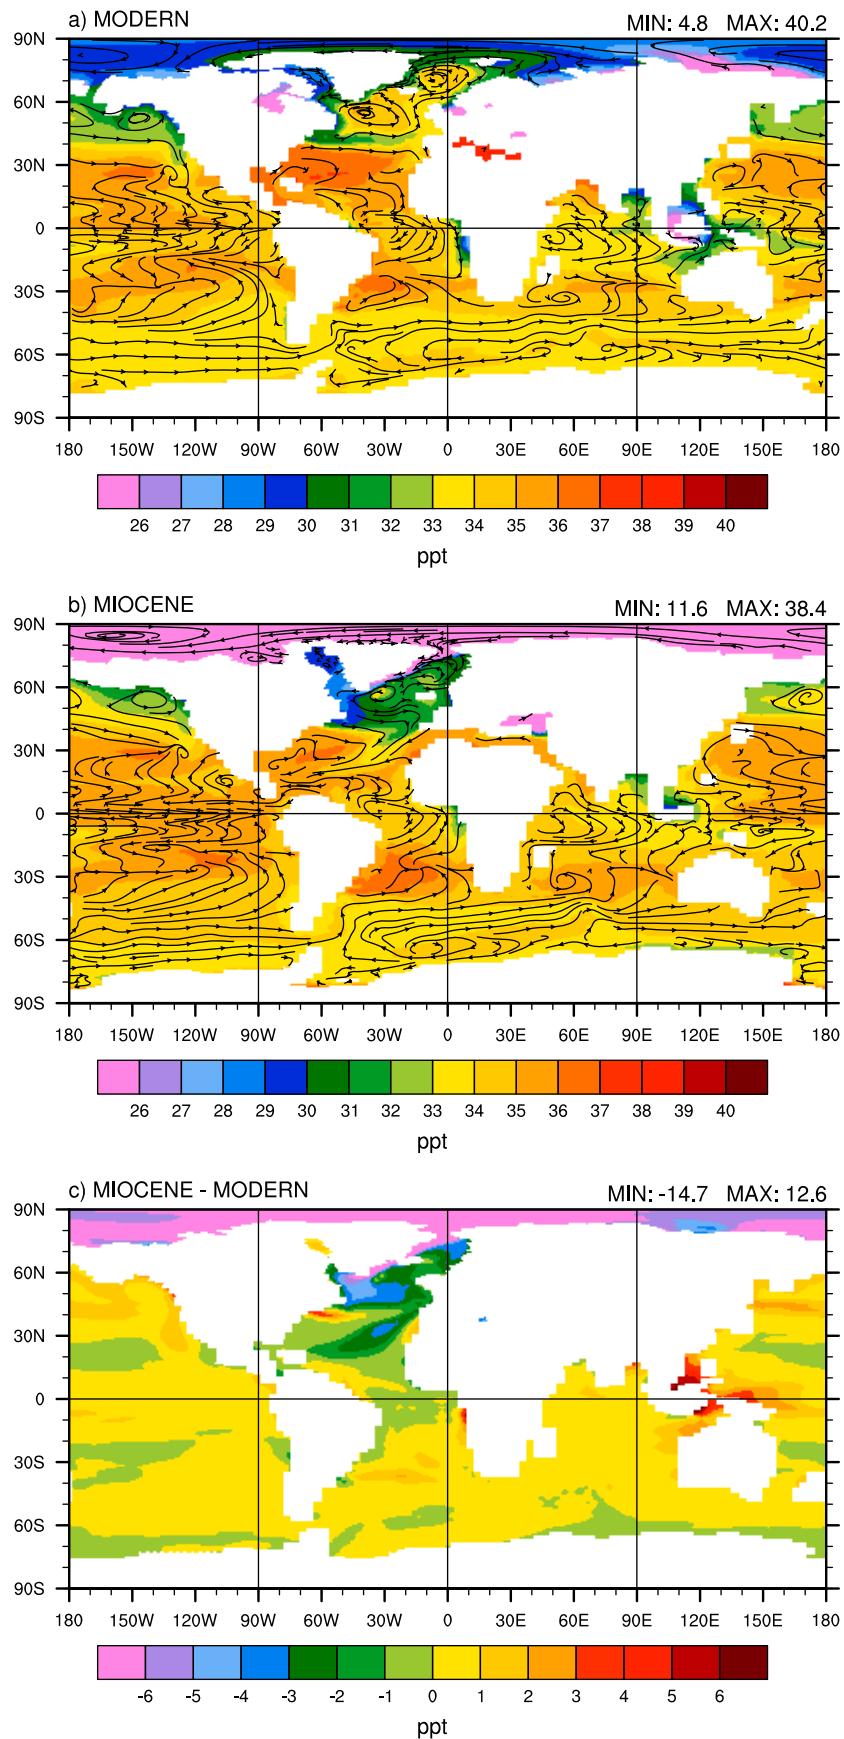 a) MODERN MIN: 4.8 MAX: 40.2
90N
60N
30N
0
30S
60S
90S
180 150W 120W 90W 60W 30W 0 30E 60E 90E 120E 150E 180
26 27 28 29 30 31 32 33 34 35 36 37 38 39 40
ppt
b) MIOCENE MIN: 11.6 MAX: 38.4
90N
60N
30N
0
30S
60S
90S
180 150W 120W 90W 60W 30W 0 30E 60E 90E 120E 150E 180
26 27 28 29 30 31 32 33 34 35 36 37 38 39 40
ppt
c) MIOCENE - MODERN MIN: -14.7 MAX: 12.6
90N
60N
30N
0
30S
60S
90S
180 150W 120W 90W 60W 30W 0 30E 60E 90E 120E 150E 180
-6 -5 -4 -3 -2 -1 0 1 2 3 4 5 6
ppt